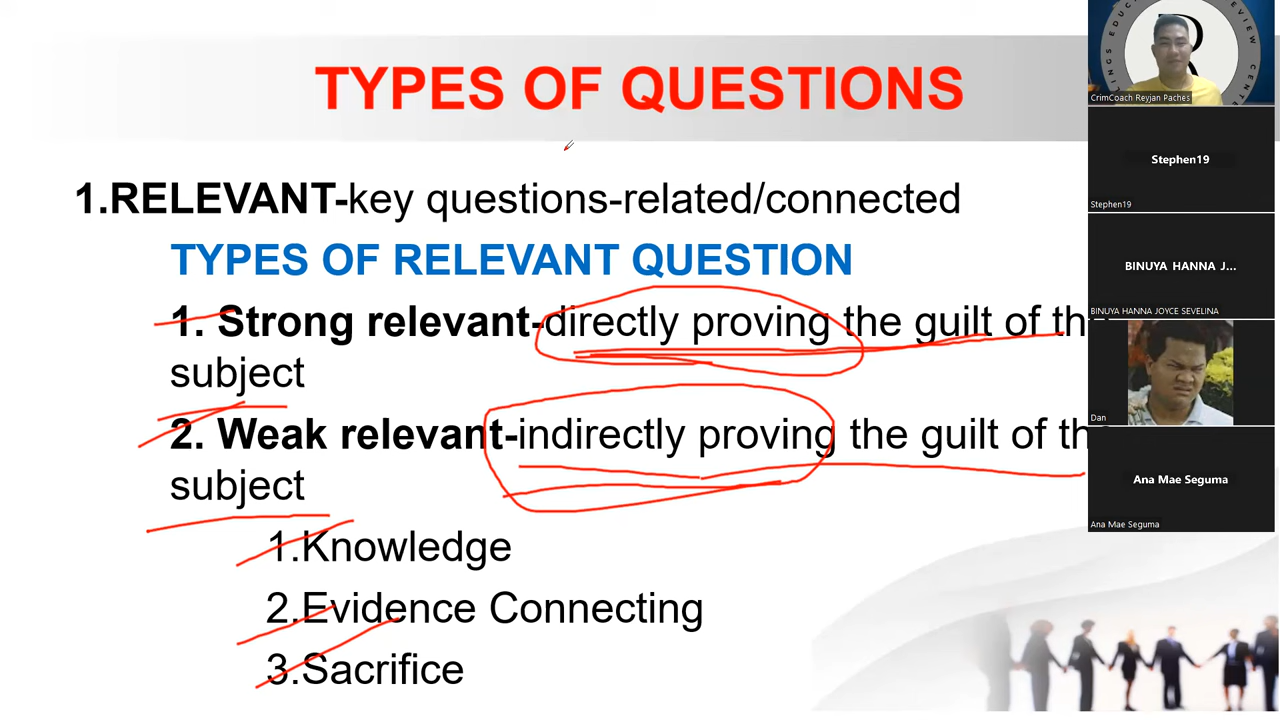 TYPES OF QUESTIONS
1.RELEVANT-key questions-related/connected
TYPES OF RELEVANT QUESTION
1. Strong relevant-directly proving the guilt of th
subject
2. Weak relevant-indirectly proving the guilt of th
subject
1.Knowledge
2.Evidence Connecting
3.Sacrifice
R
CrimCoach Reyjan Paches
Stephen19
Stephen19
BINUYA HANNA J...
BINUYA HANNA JOYCE SEVELINA
Dan
Ana Mae Seguma
Ana Mae Seguma